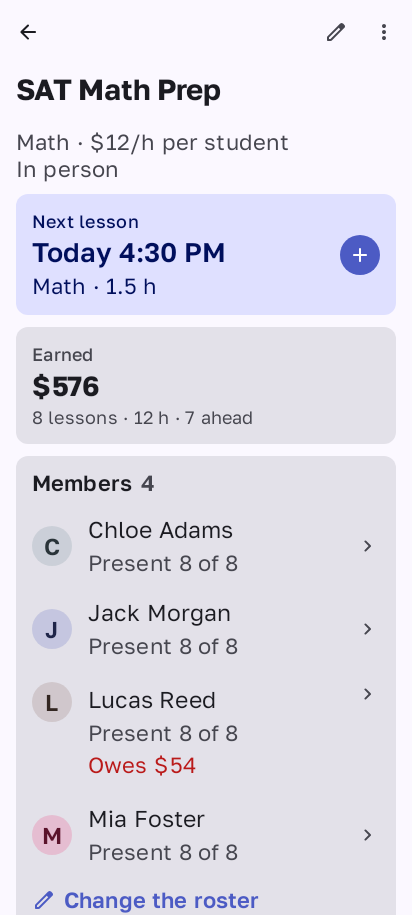 SAT Math Prep
Math · $12/h per student
In person
Next lesson
Today 4:30 PM
Math · 1.5 h
Earned
$576
8 lessons · 12 h · 7 ahead
Members 4
C
Chloe Adams
Present 8 of 8
J
Jack Morgan
Present 8 of 8
L
Lucas Reed
Present 8 of 8
Owes $54
M
Mia Foster
Present 8 of 8
Change the roster